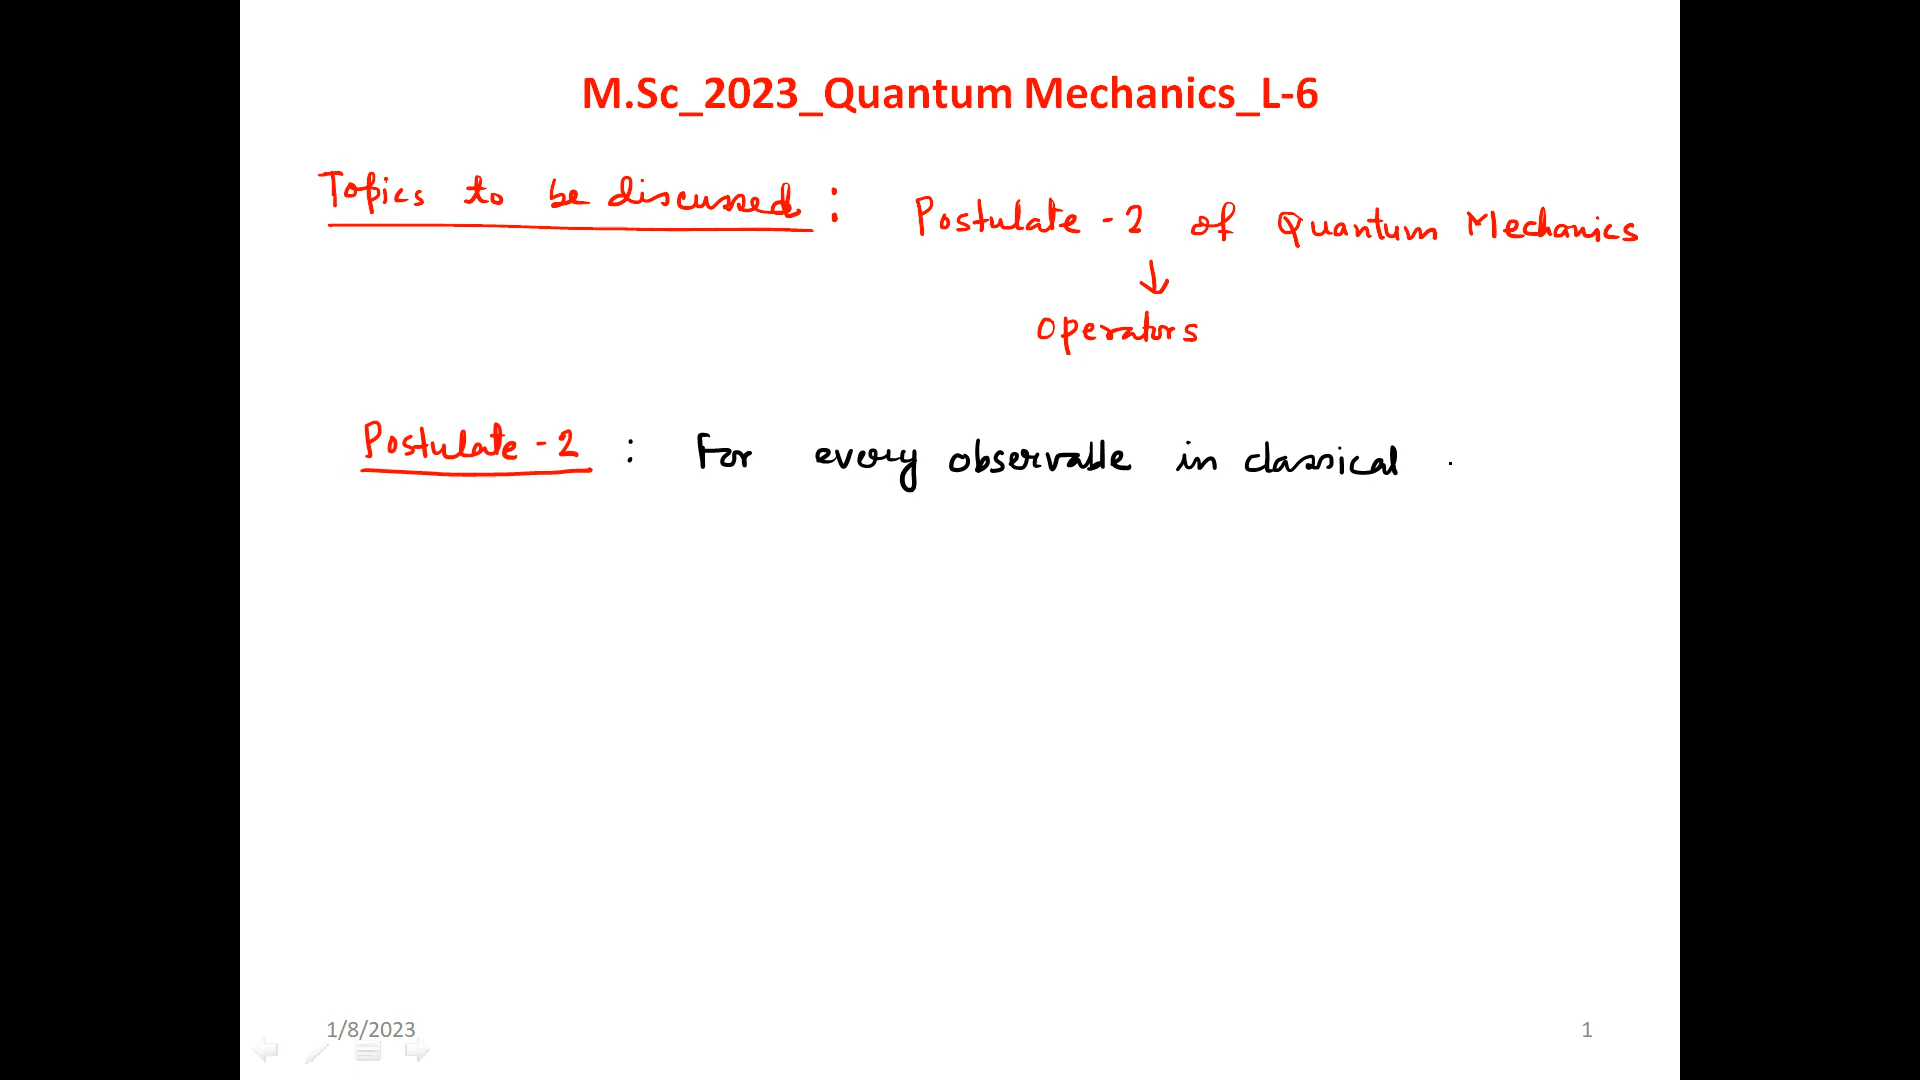 M.Sc_2023_Quantum Mechanics_L-6
Topics to be discussed : Postulate - 2 of Quantum Mechanics
↓
Operators
Postulate - 2 : For every observable in classical
1/8/2023
1